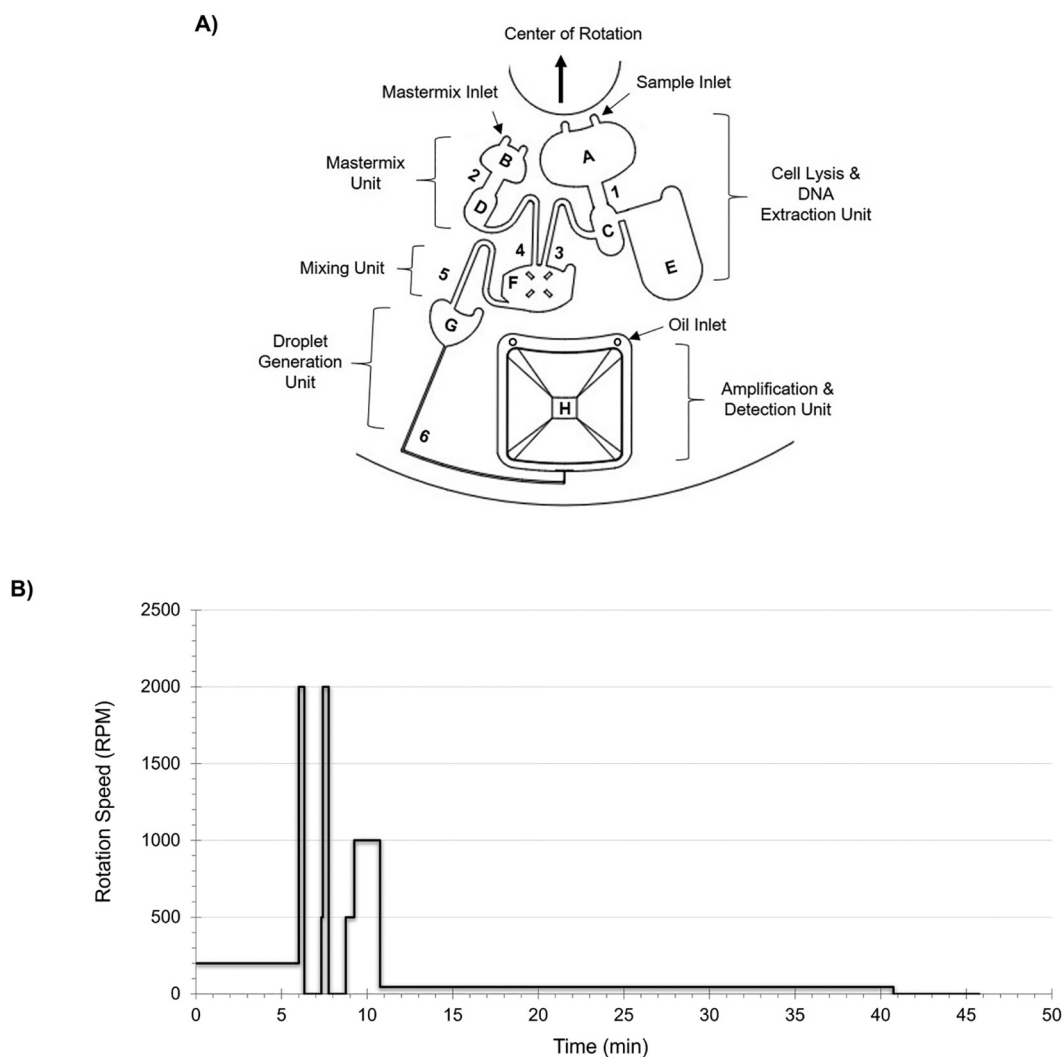 A)
Center of Rotation
Mastermix Inlet
Sample Inlet
Mastermix
Unit
B
2
D
A
1
C
E
Cell Lysis &
DNA
Extraction Unit
Mixing Unit
5
4
3
F
G
Droplet
Generation
Unit
6
Oil Inlet
H
Amplification &
Detection Unit
B)
Rotation Speed (RPM)
2500
2000
1500
1000
500
0
0 5 10 15 20 25 30 35 40 45 50
Time (min)